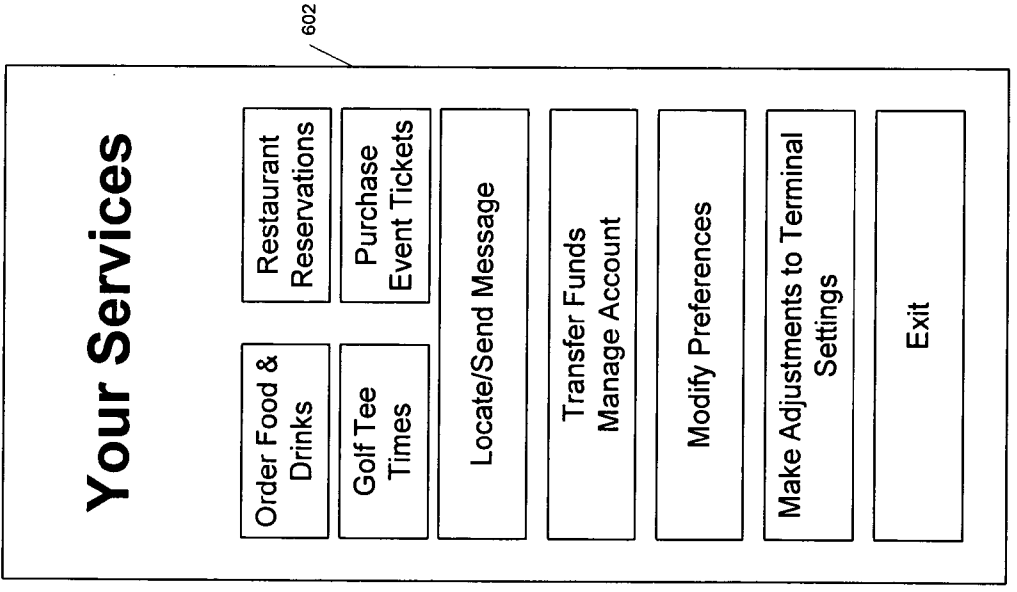 602
Your Services
Order Food &
Drinks
Restaurant
Reservations
Golf Tee
Times
Purchase
Event Tickets
Locate/Send Message
Transfer Funds
Manage Account
Modify Preferences
Make Adjustments to Terminal
Settings
Exit